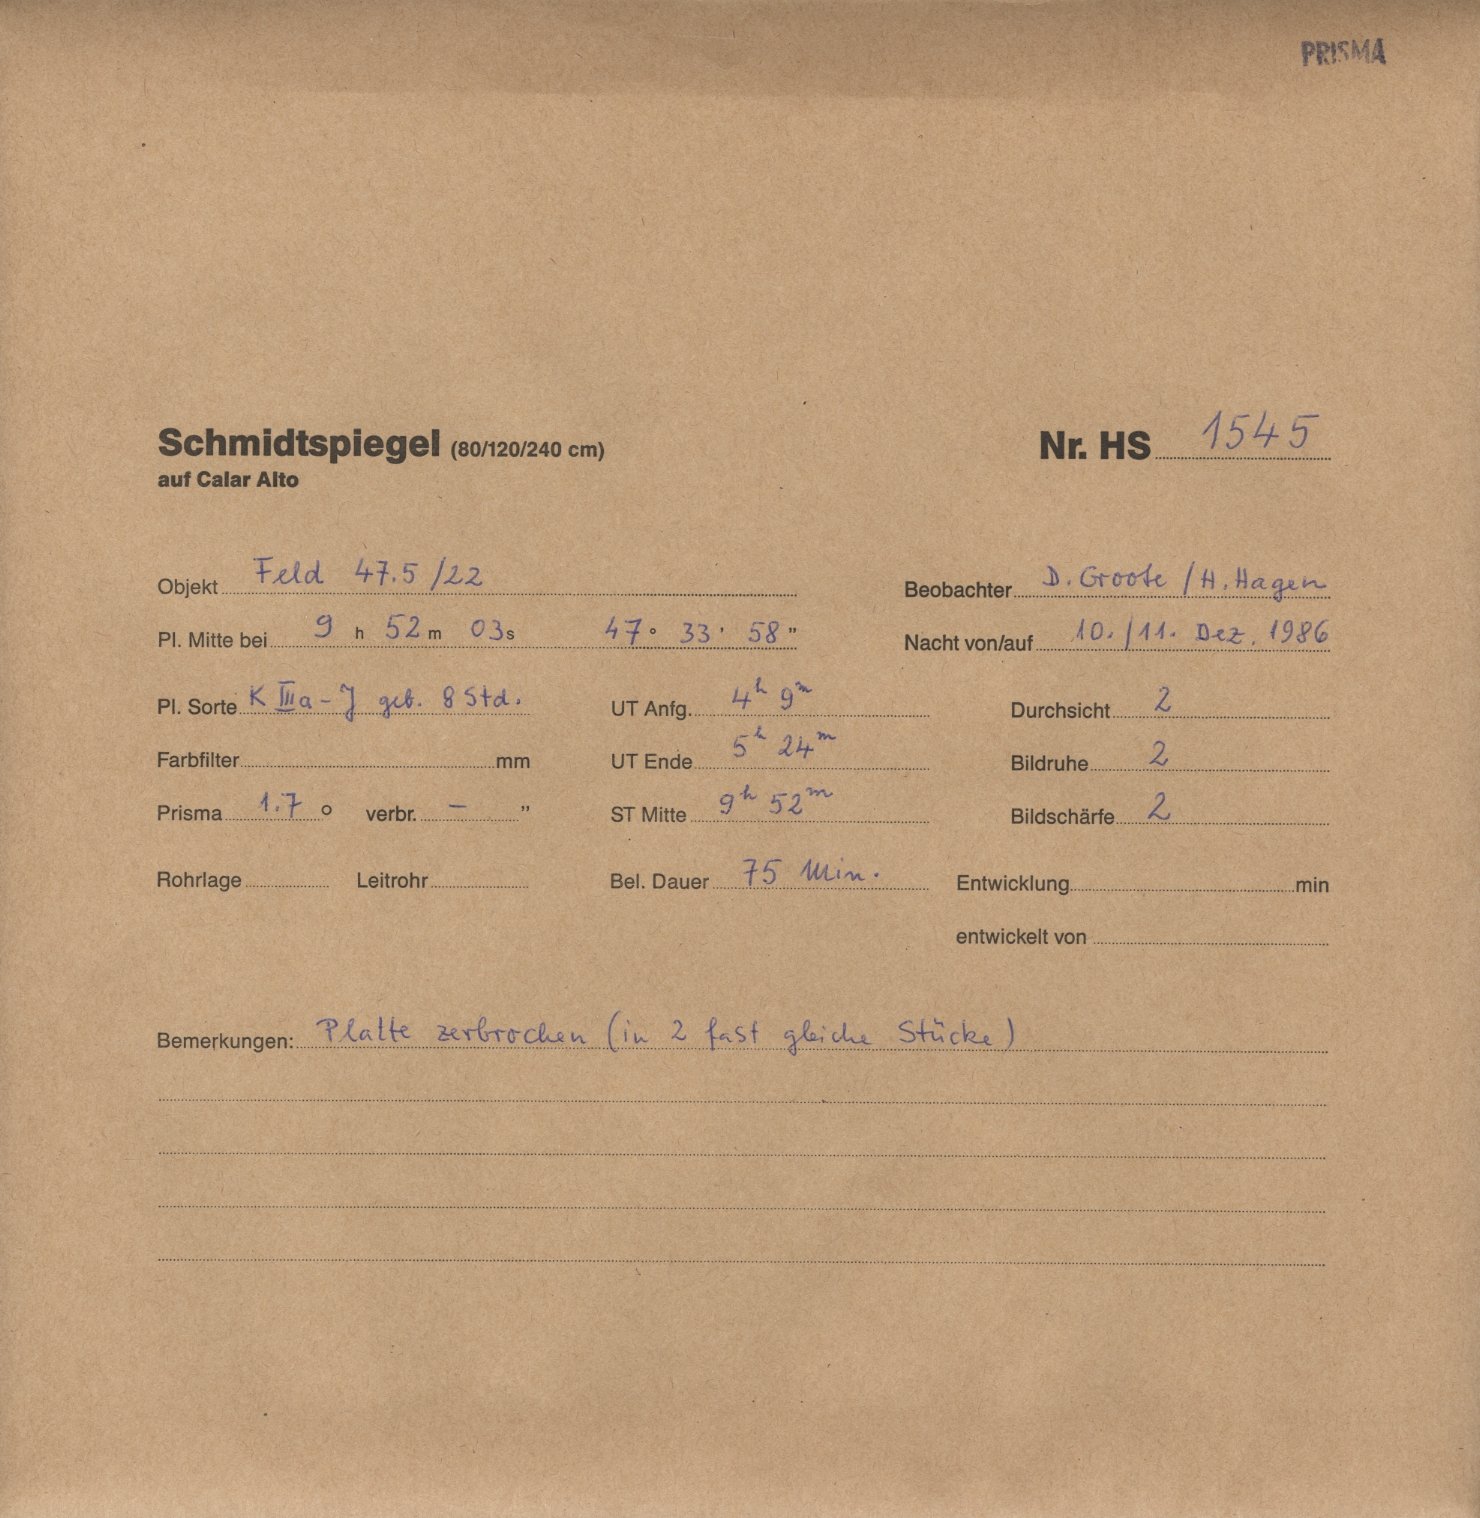 PRISMA
Schmidtspiegel (80/120/240 cm) Nr. HS 1545
auf Calar Alto
Objekt Feld 47.5/22 Beobachter D. Groote / H. Hagen
Pl. Mitte bei 9 h 52 m 03 s 47 ° 33 ' 58 " Nacht von/auf 10./11. Dez. 1986
Pl. Sorte K IIIa-J geb. 8 Std. UT Anfg. 4h 9m Durchsicht 2
Farbfilter mm UT Ende 5h 24m Bildruhe 2
Prisma 1.7 ° verbr. – " ST Mitte 9h 52m Bildschärfe 2
Rohrlage Leitrohr Bel. Dauer 75 Min. Entwicklung min
entwickelt von
Bemerkungen: Platte zerbrochen (in 2 fast gleiche Stücke)